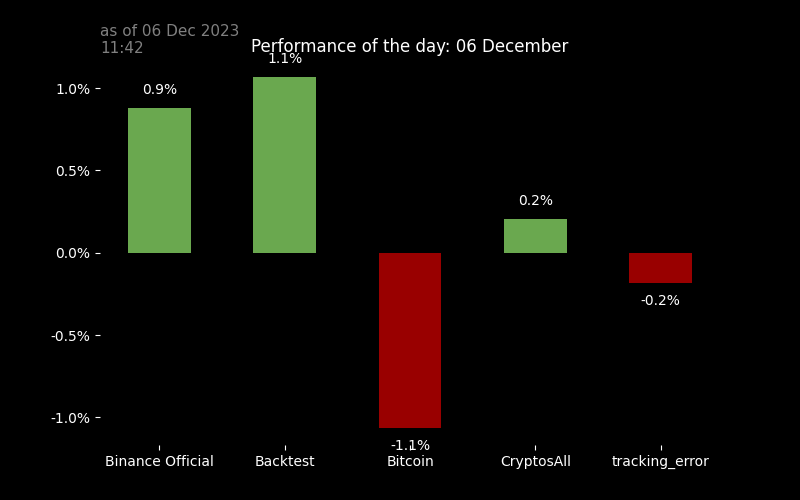 as of 06 Dec 2023
11:42
Performance of the day: 06 December
1.1%
1.0%
0.9%
0.5%
0.2%
0.0%
-0.2%
-0.5%
-1.0%
-1.1%
Binance Official
Backtest
Bitcoin
CryptosAll
tracking_error